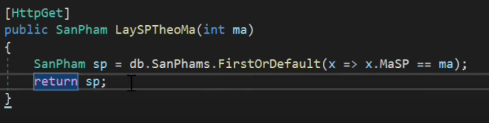 [HttpGet]
public SanPham LaySPTheoMa(int ma)
{
SanPham sp = db.SanPhams.FirstOrDefault(x => x.MaSP == ma);
return sp;
}